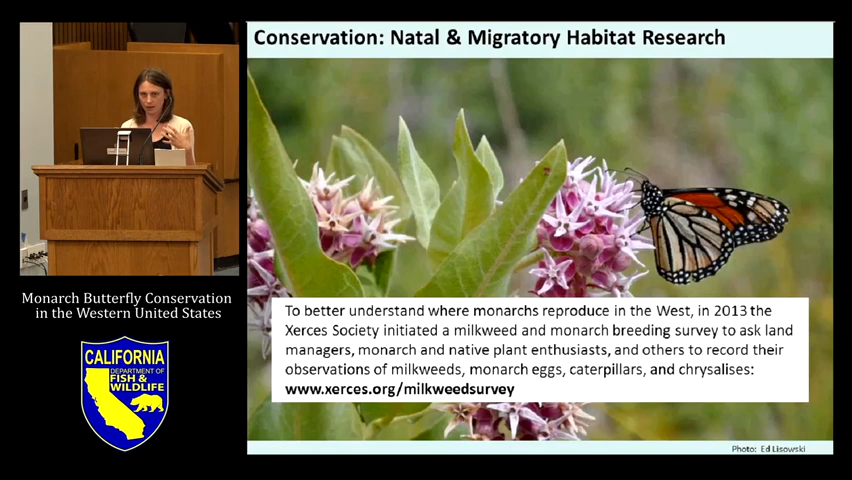 Conservation: Natal & Migratory Habitat Research
Monarch Butterfly Conservation
in the Western United States
CALIFORNIA
DEPARTMENT OF
FISH &
WILDLIFE
To better understand where monarchs reproduce in the West, in 2013 the
Xerces Society initiated a milkweed and monarch breeding survey to ask land
managers, monarch and native plant enthusiasts, and others to record their
observations of milkweeds, monarch eggs, caterpillars, and chrysalises:
www.xerces.org/milkweedsurvey
Photo: Ed Lisowski